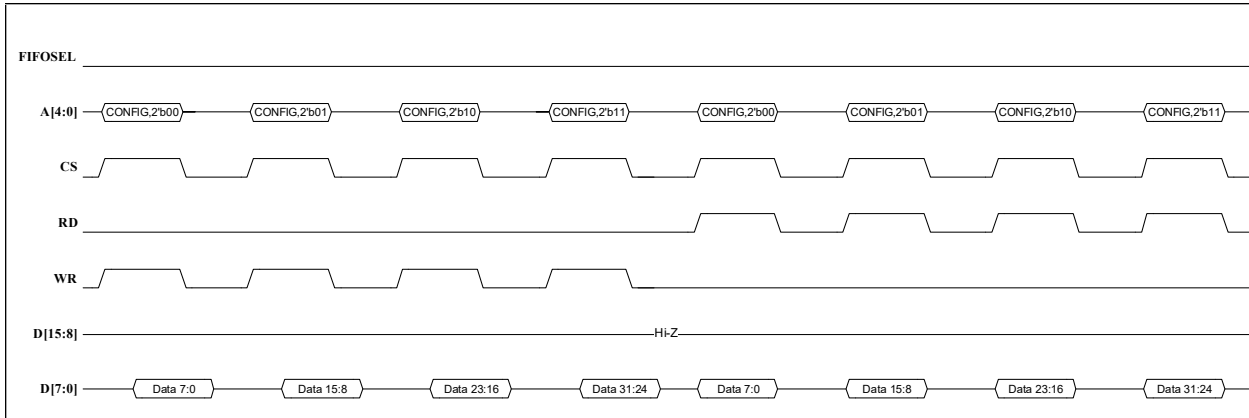 FIFOSEL
A[4:0] CONFIG,2'b00 CONFIG,2'b01 CONFIG,2'b10 CONFIG,2'b11 CONFIG,2'b00 CONFIG,2'b01 CONFIG,2'b10 CONFIG,2'b11
CS
RD
WR
D[15:8] Hi-Z
D[7:0] Data 7:0 Data 15:8 Data 23:16 Data 31:24 Data 7:0 Data 15:8 Data 23:16 Data 31:24